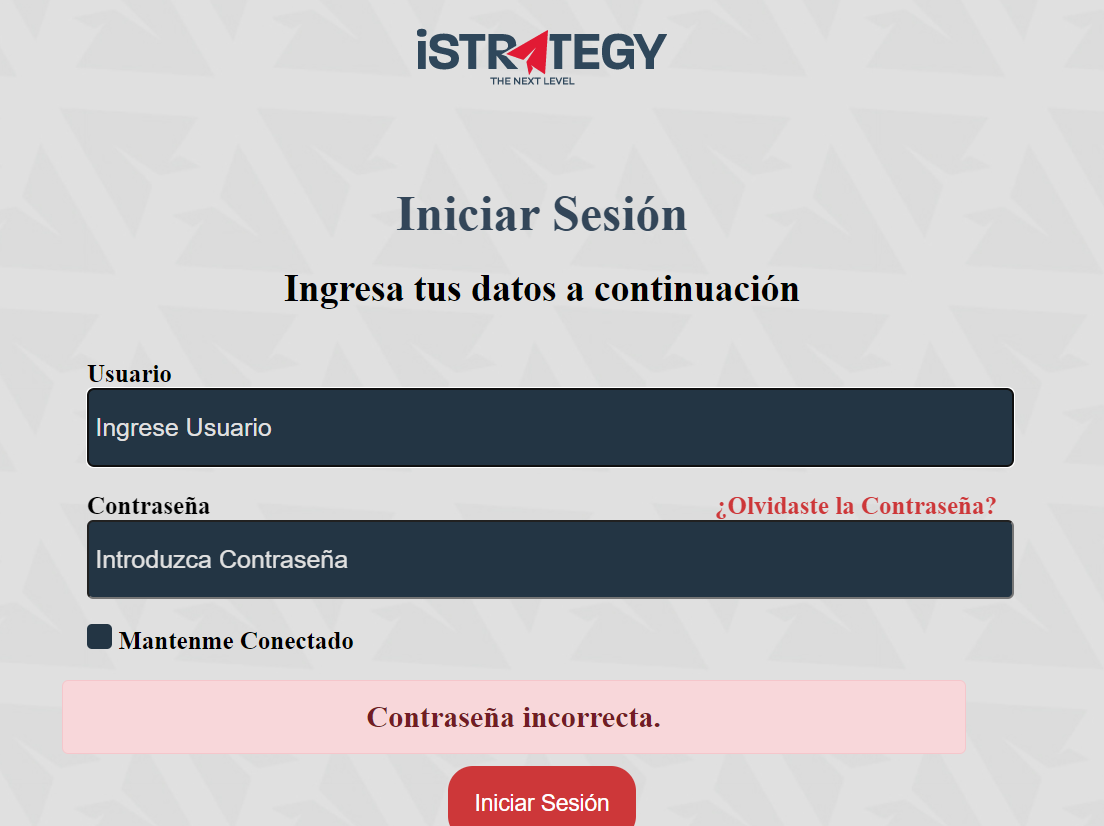 iSTRATEGY
THE NEXT LEVEL
Iniciar Sesión
Ingresa tus datos a continuación
Usuario
Ingrese Usuario
Contraseña ¿Olvidaste la Contraseña?
Introduzca Contraseña
Mantenme Conectado
Contraseña incorrecta.
Iniciar Sesión